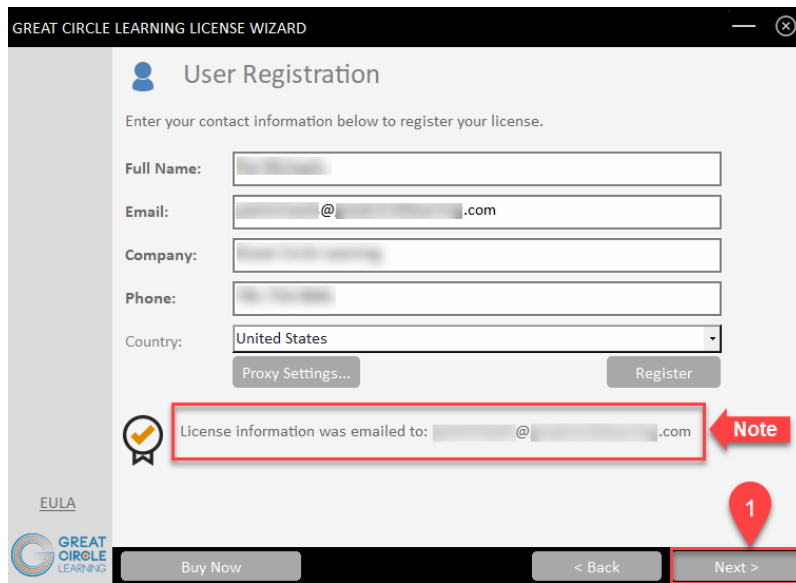 GREAT CIRCLE LEARNING LICENSE WIZARD
User Registration
Enter your contact information below to register your license.
Full Name:
Email: @ .com
Company:
Phone:
Country: United States
Proxy Settings... Register
License information was emailed to: @ .com
Note
EULA
1
GREAT
CIRCLE
LEARNING
Buy Now < Back Next >